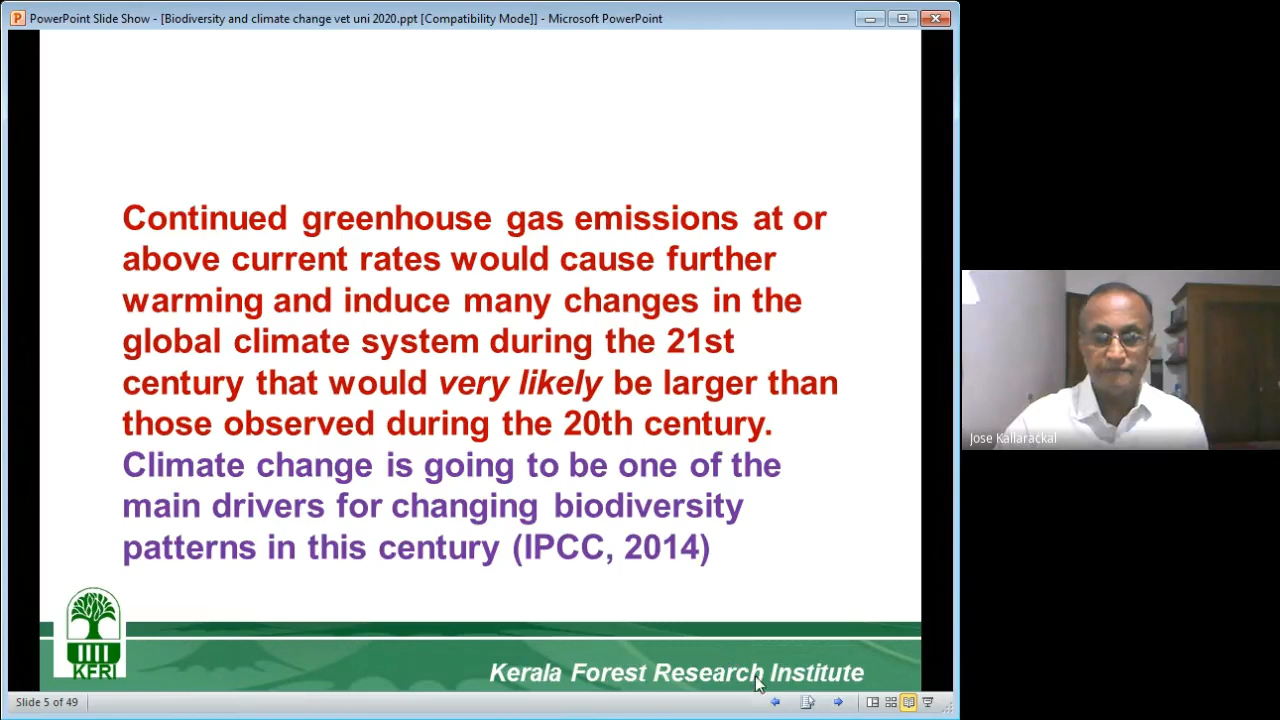 PowerPoint Slide Show - [Biodiversity and climate change vet uni 2020.ppt [Compatibility Mode]] - Microsoft PowerPoint
Continued greenhouse gas emissions at or
above current rates would cause further
warming and induce many changes in the
global climate system during the 21st
century that would very likely be larger than
those observed during the 20th century.
Climate change is going to be one of the
main drivers for changing biodiversity
patterns in this century (IPCC, 2014)
Jose Kallarackal
KFRI
Kerala Forest Research Institute
Slide 5 of 49